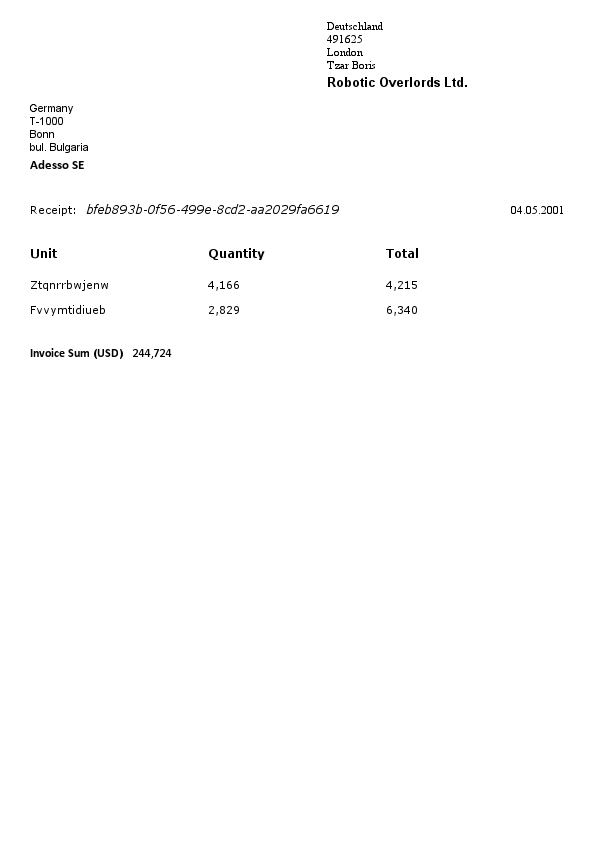 Deutschland
491625
London
Tzar Boris
Robotic Overlords Ltd.
Germany
T-1000
Bonn
bul. Bulgaria
Adesso SE
Receipt: bfeb893b-0f56-499e-8cd2-aa2029fa6619 04.05.2001
Unit Quantity Total
Ztqnrrbwjenw 4,166 4,215
Fvvymtidiueb 2,829 6,340
Invoice Sum (USD) 244,724